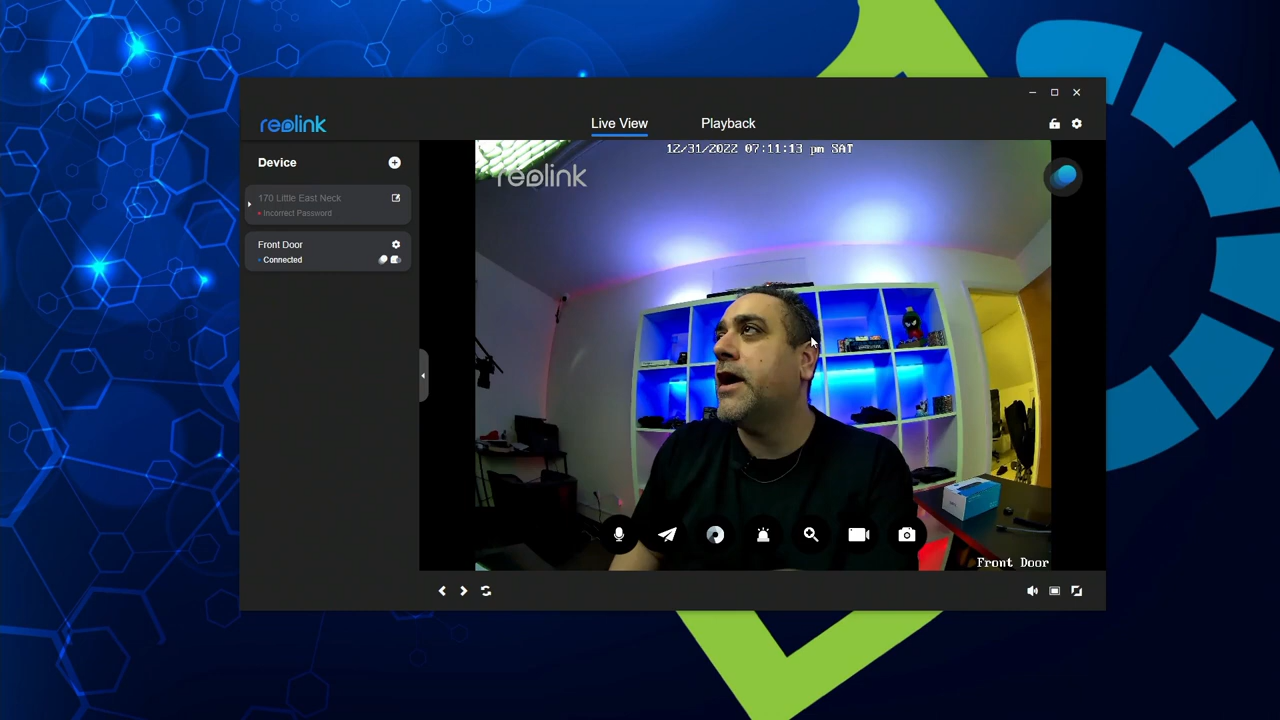 reolink
Live View
Playback
Device
170 Little East Neck
Incorrect Password
Front Door
Connected
12/31/2022 07:11:13 pm SAT
reolink
Front Door